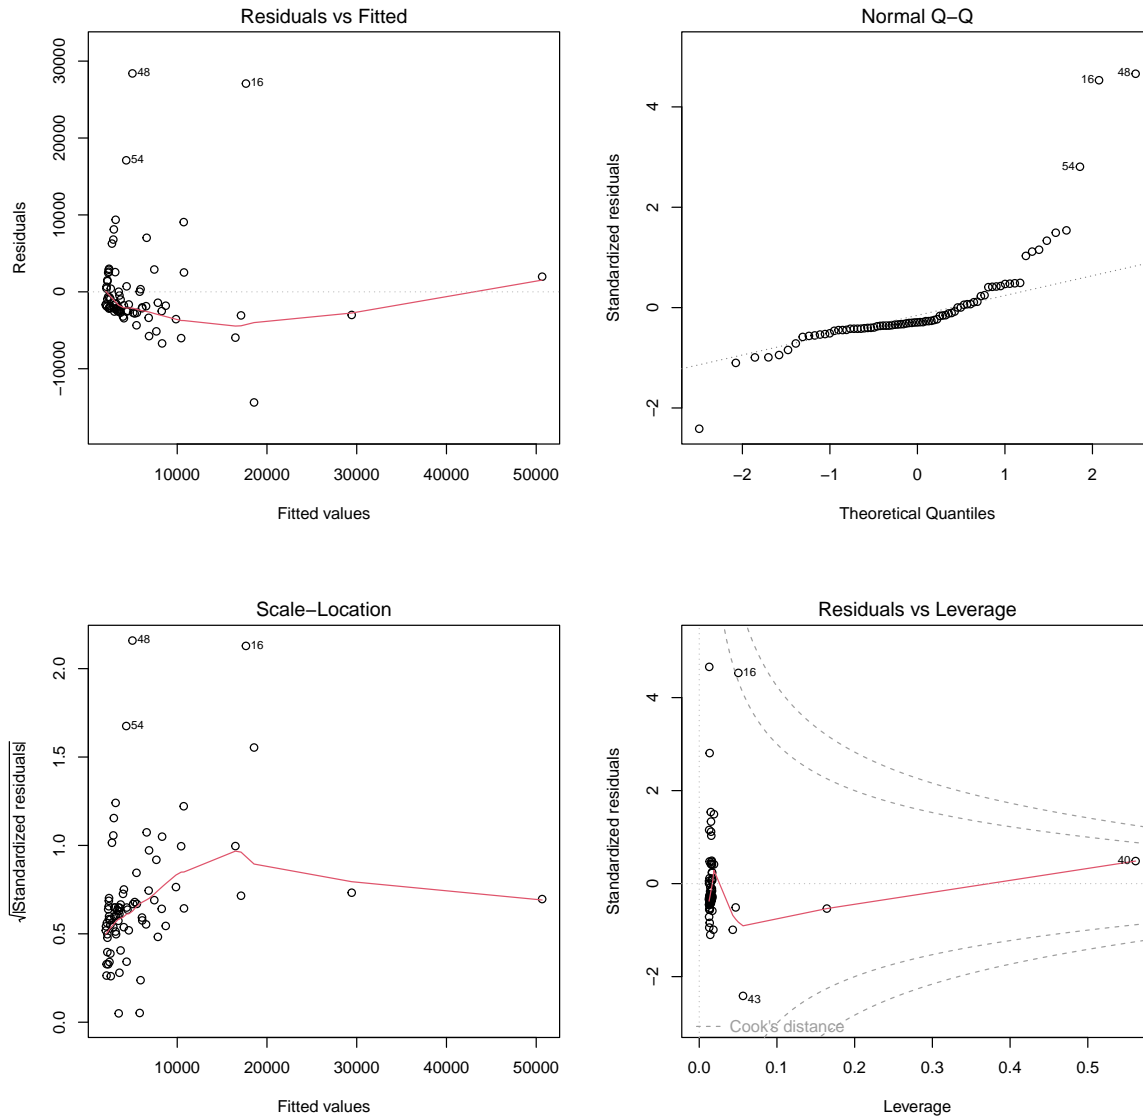 Residuals vs Fitted
Residuals
30000
20000
10000
0
−10000
48
16
54
10000 20000 30000 40000 50000
Fitted values
Normal Q−Q
Standardized residuals
4
2
0
−2
16
48
54
−2 −1 0 1 2
Theoretical Quantiles
Scale−Location
√|Standardized residuals|
2.0
1.5
1.0
0.5
0.0
48
16
54
10000 20000 30000 40000 50000
Fitted values
Residuals vs Leverage
Standardized residuals
4
2
0
−2
16
40
43
Cook's distance
0.0 0.1 0.2 0.3 0.4 0.5
Leverage